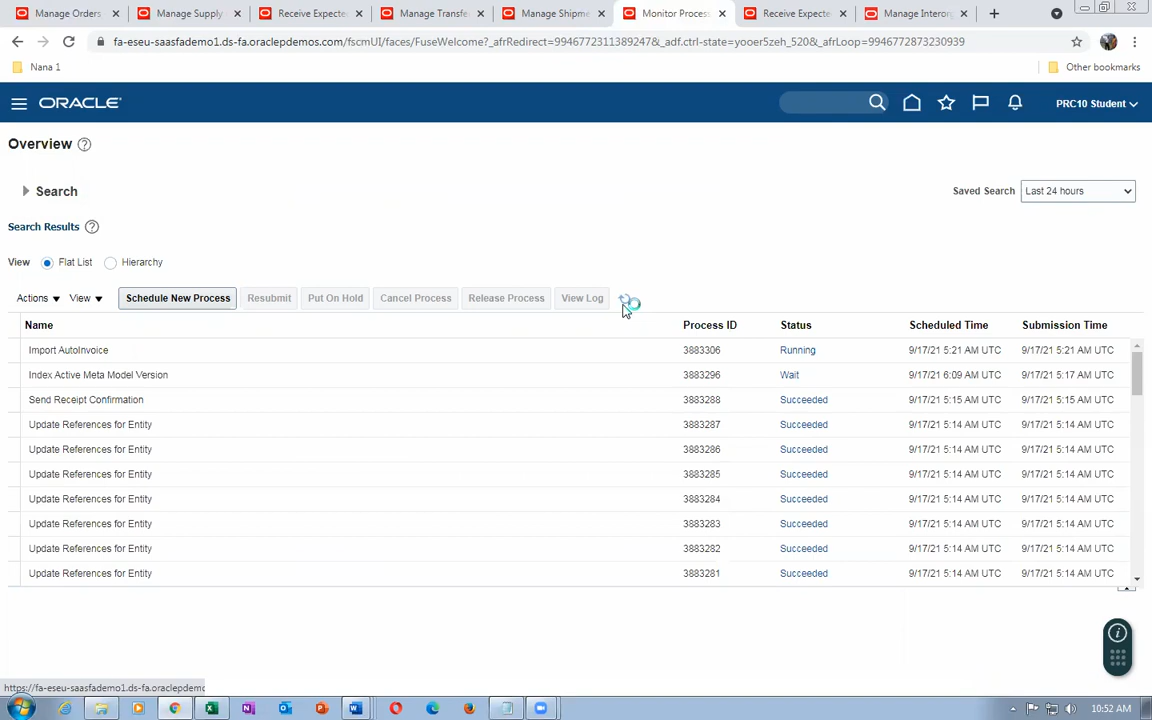 Manage Orders
Manage Supply
Receive Expected
Manage Transfe
Manage Shipme
Monitor Process
Receive Expecte
Manage Interorg
fa-eseu-saasfademo1.ds-fa.oraclepdemos.com/fscmUI/faces/FuseWelcome?_afrRedirect=9946772311389247&_adf.ctrl-state=yooer5zeh_520&_afrLoop=9946772873230939
Nana 1
Other bookmarks
ORACLE
PRC10 Student
Overview
Search
Saved Search Last 24 hours
Search Results
View Flat List Hierarchy
Actions View Schedule New Process Resubmit Put On Hold Cancel Process Release Process View Log
Name Process ID Status Scheduled Time Submission Time
Import AutoInvoice 3883306 Running 9/17/21 5:21 AM UTC 9/17/21 5:21 AM UTC
Index Active Meta Model Version 3883296 Wait 9/17/21 6:09 AM UTC 9/17/21 5:17 AM UTC
Send Receipt Confirmation 3883288 Succeeded 9/17/21 5:15 AM UTC 9/17/21 5:15 AM UTC
Update References for Entity 3883287 Succeeded 9/17/21 5:14 AM UTC 9/17/21 5:14 AM UTC
Update References for Entity 3883286 Succeeded 9/17/21 5:14 AM UTC 9/17/21 5:14 AM UTC
Update References for Entity 3883285 Succeeded 9/17/21 5:14 AM UTC 9/17/21 5:14 AM UTC
Update References for Entity 3883284 Succeeded 9/17/21 5:14 AM UTC 9/17/21 5:14 AM UTC
Update References for Entity 3883283 Succeeded 9/17/21 5:14 AM UTC 9/17/21 5:14 AM UTC
Update References for Entity 3883282 Succeeded 9/17/21 5:14 AM UTC 9/17/21 5:14 AM UTC
Update References for Entity 3883281 Succeeded 9/17/21 5:14 AM UTC 9/17/21 5:14 AM UTC
https://fa-eseu-saasfademo1.ds-fa.oraclepdemc
10:52 AM